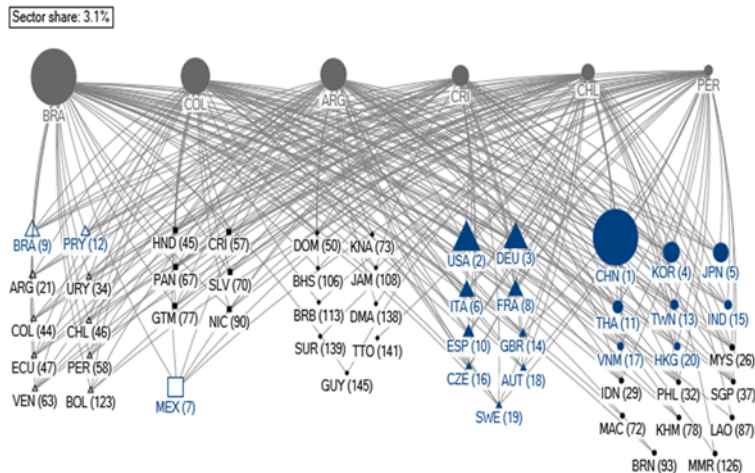 Sector share: 3.1%
BRA COL ARG CRI CHL PER
BRA (9) PRY (12) HND (45) CRI (57) DOM (50) KNA (73) USA (2) DEU (3) CHN (1) KOR (4) JPN (5)
ARG (21) URY (34) PAN (67) SLV (70) BHS (106) JAM (108) ITA (6) FRA (8) THA (11) TWN (13) IND (15)
COL (44) CHL (46) GTM (77) NIC (90) BRB (113) DMA (138) ESP (10) GBR (14) VNM (17) HKG (20) MYS (26)
ECU (47) PER (58) SUR (139) TTO (141) CZE (16) AUT (18) IDN (29) PHL (32) SGP (37)
VEN (63) BOL (123) MEX (7) GUY (145) SWE (19) MAC (72) KHM (78) LAO (87)
BRN (93) MMR (126)